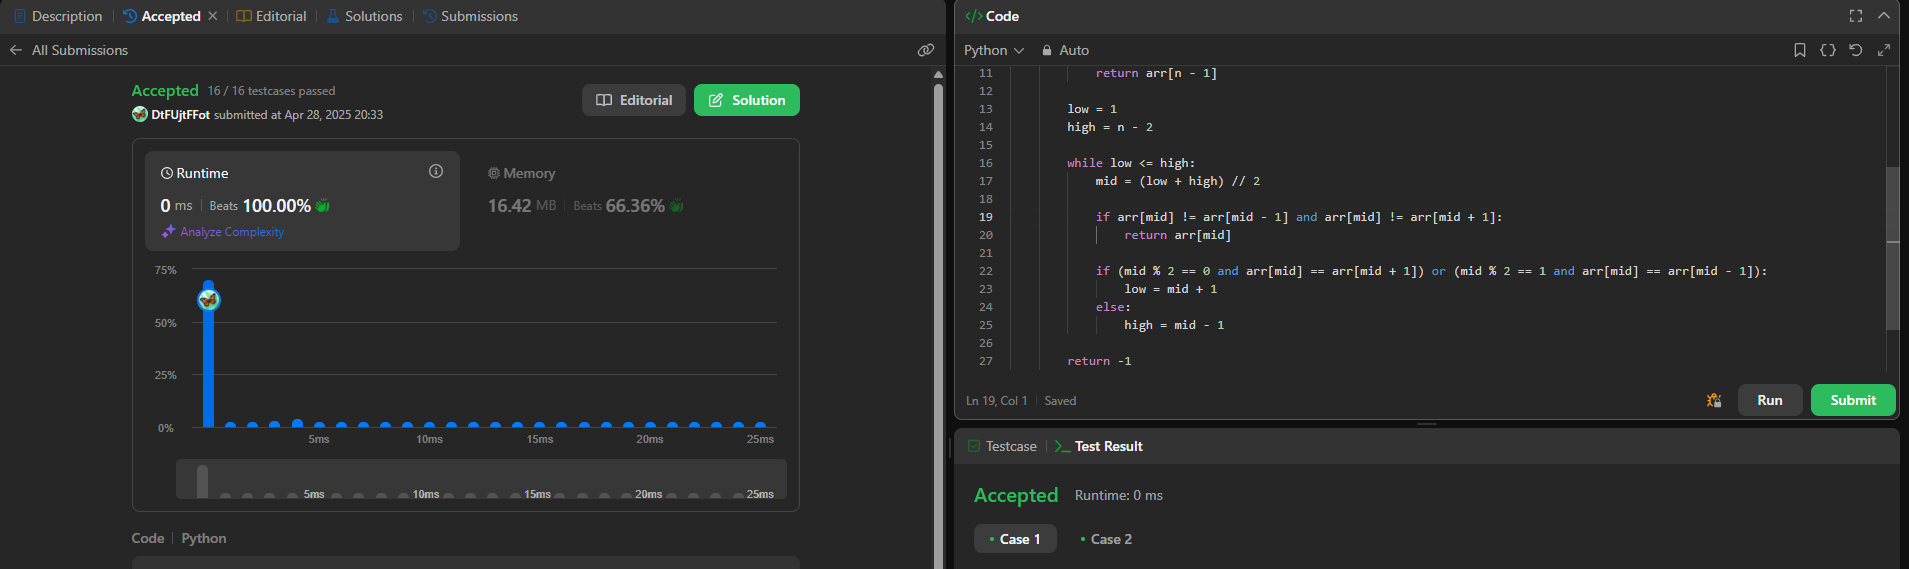 Description
Accepted
Editorial
Solutions
Submissions
All Submissions
Accepted 16 / 16 testcases passed
DtFUjtFFot submitted at Apr 28, 2025 20:33
Editorial
Solution
Runtime
0 ms Beats 100.00%
Analyze Complexity
Memory
16.42 MB Beats 66.36%
75%
50%
25%
0%
5ms 10ms 15ms 20ms 25ms
5ms 10ms 15ms 20ms 25ms
Code Python
</> Code
Python Auto
11 return arr[n - 1]
12
13 low = 1
14 high = n - 2
15
16 while low <= high:
17 mid = (low + high) // 2
18
19 if arr[mid] != arr[mid - 1] and arr[mid] != arr[mid + 1]:
20 return arr[mid]
21
22 if (mid % 2 == 0 and arr[mid] == arr[mid + 1]) or (mid % 2 == 1 and arr[mid] == arr[mid - 1]):
23 low = mid + 1
24 else:
25 high = mid - 1
26
27 return -1
Ln 19, Col 1 Saved
Run
Submit
Testcase
Test Result
Accepted Runtime: 0 ms
Case 1
Case 2